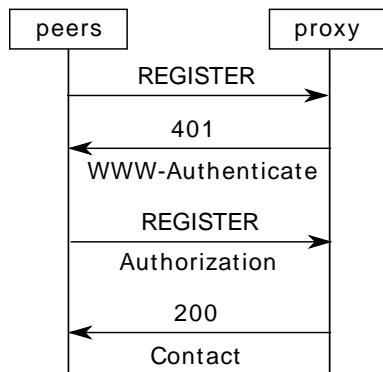 peers
proxy
REGISTER
401
WWW-Authenticate
REGISTER
Authorization
200
Contact